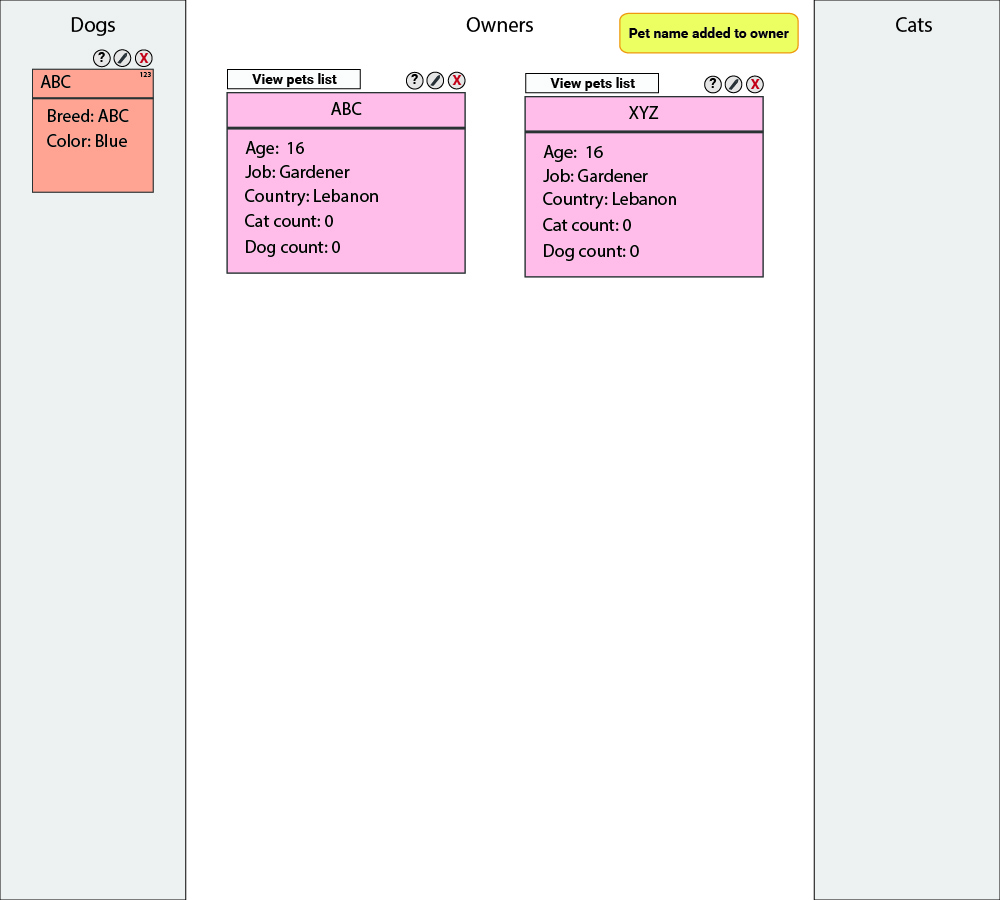 Dogs
Owners
Pet name added to owner
Cats
? X
ABC 123
Breed: ABC
Color: Blue
View pets list ? X
ABC
Age: 16
Job: Gardener
Country: Lebanon
Cat count: 0
Dog count: 0
View pets list ? X
XYZ
Age: 16
Job: Gardener
Country: Lebanon
Cat count: 0
Dog count: 0